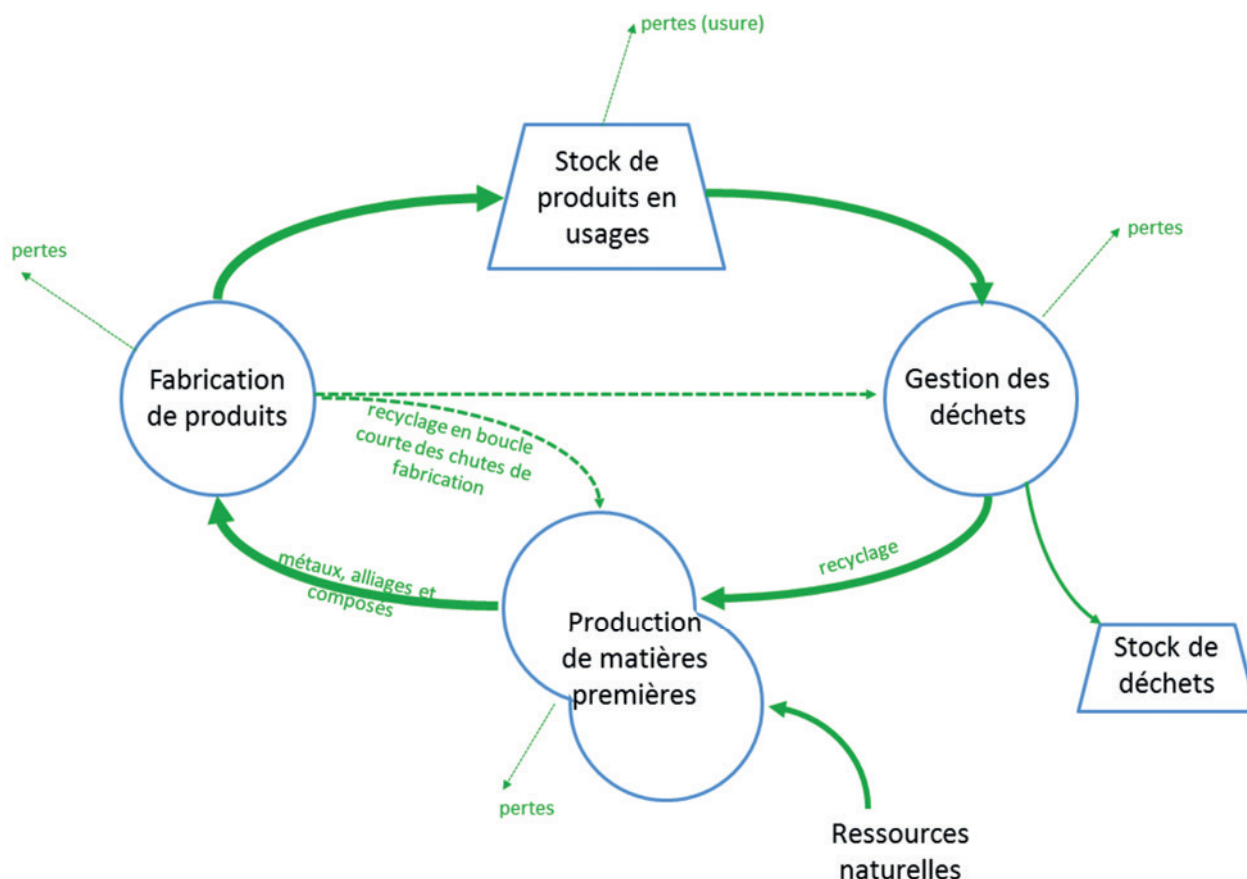 pertes (usure)
Stock de
produits en
usages
pertes
pertes
Fabrication
de produits
Gestion des
déchets
recyclage en boucle
courte des chutes de
fabrication
recyclage
métaux, alliages et
composés
Production
de matières
premières
Stock de
déchets
pertes
Ressources
naturelles